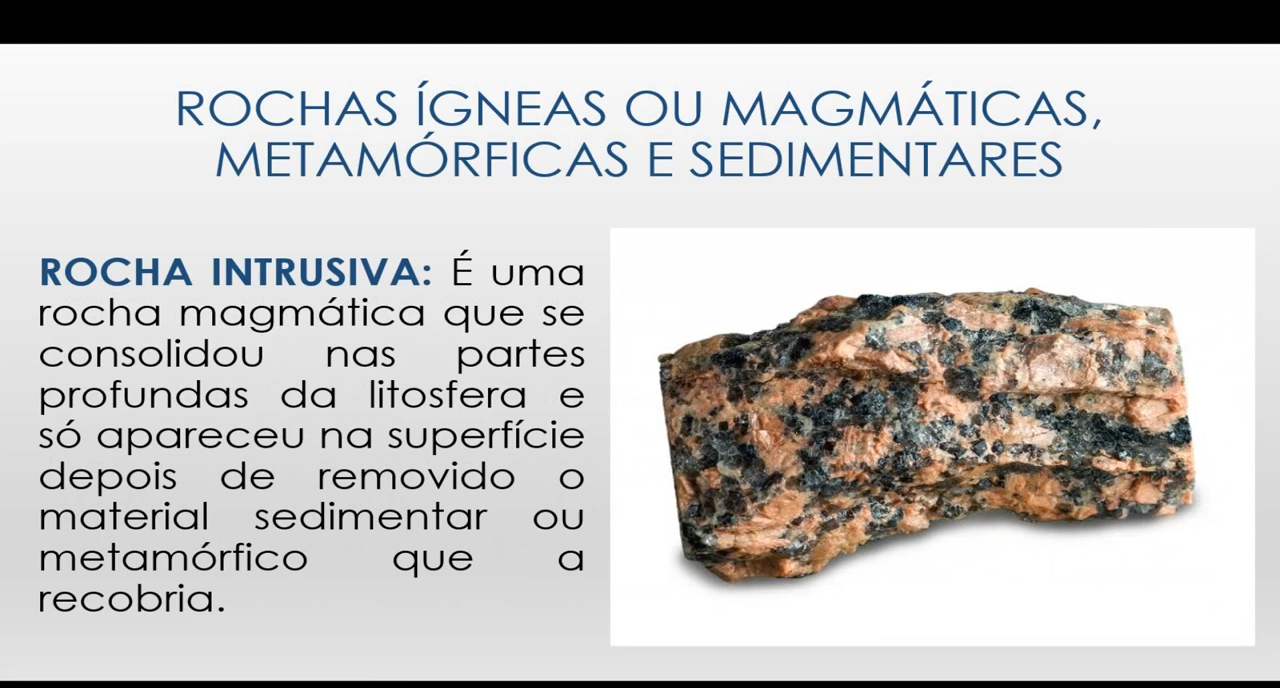 ROCHAS ÍGNEAS OU MAGMÁTICAS,
METAMÓRFICAS E SEDIMENTARES
ROCHA INTRUSIVA: É uma
rocha magmática que se
consolidou nas partes
profundas da litosfera e
só apareceu na superfície
depois de removido o
material sedimentar ou
metamórfico que a
recobria.